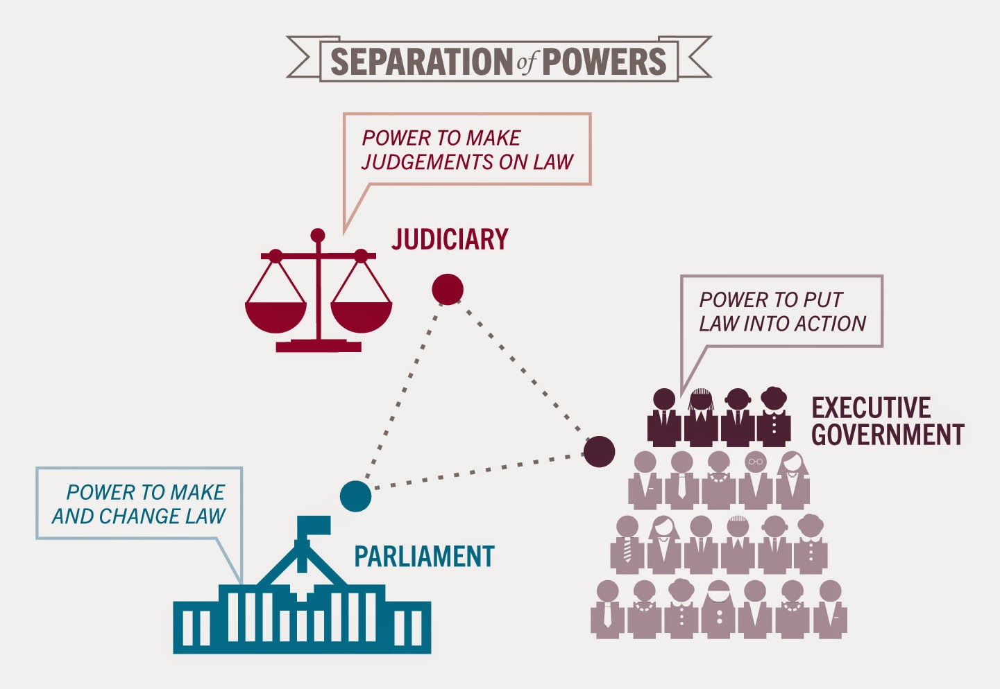 SEPARATION of POWERS
POWER TO MAKE
JUDGEMENTS ON LAW
JUDICIARY
POWER TO PUT
LAW INTO ACTION
EXECUTIVE
GOVERNMENT
POWER TO MAKE
AND CHANGE LAW
PARLIAMENT